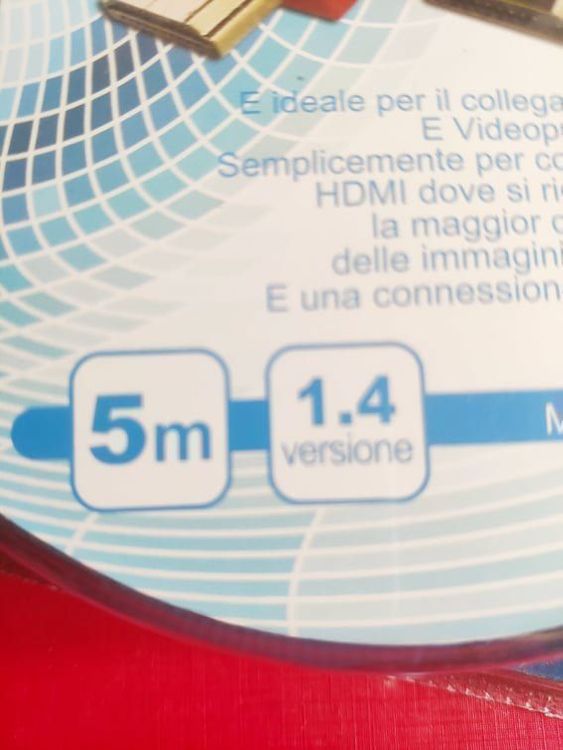 E ideale per il collega
E Videop
Semplicemente per co
HDMI dove si ri
la maggior
delle immagini
E una connession
5m
1.4
versione
M